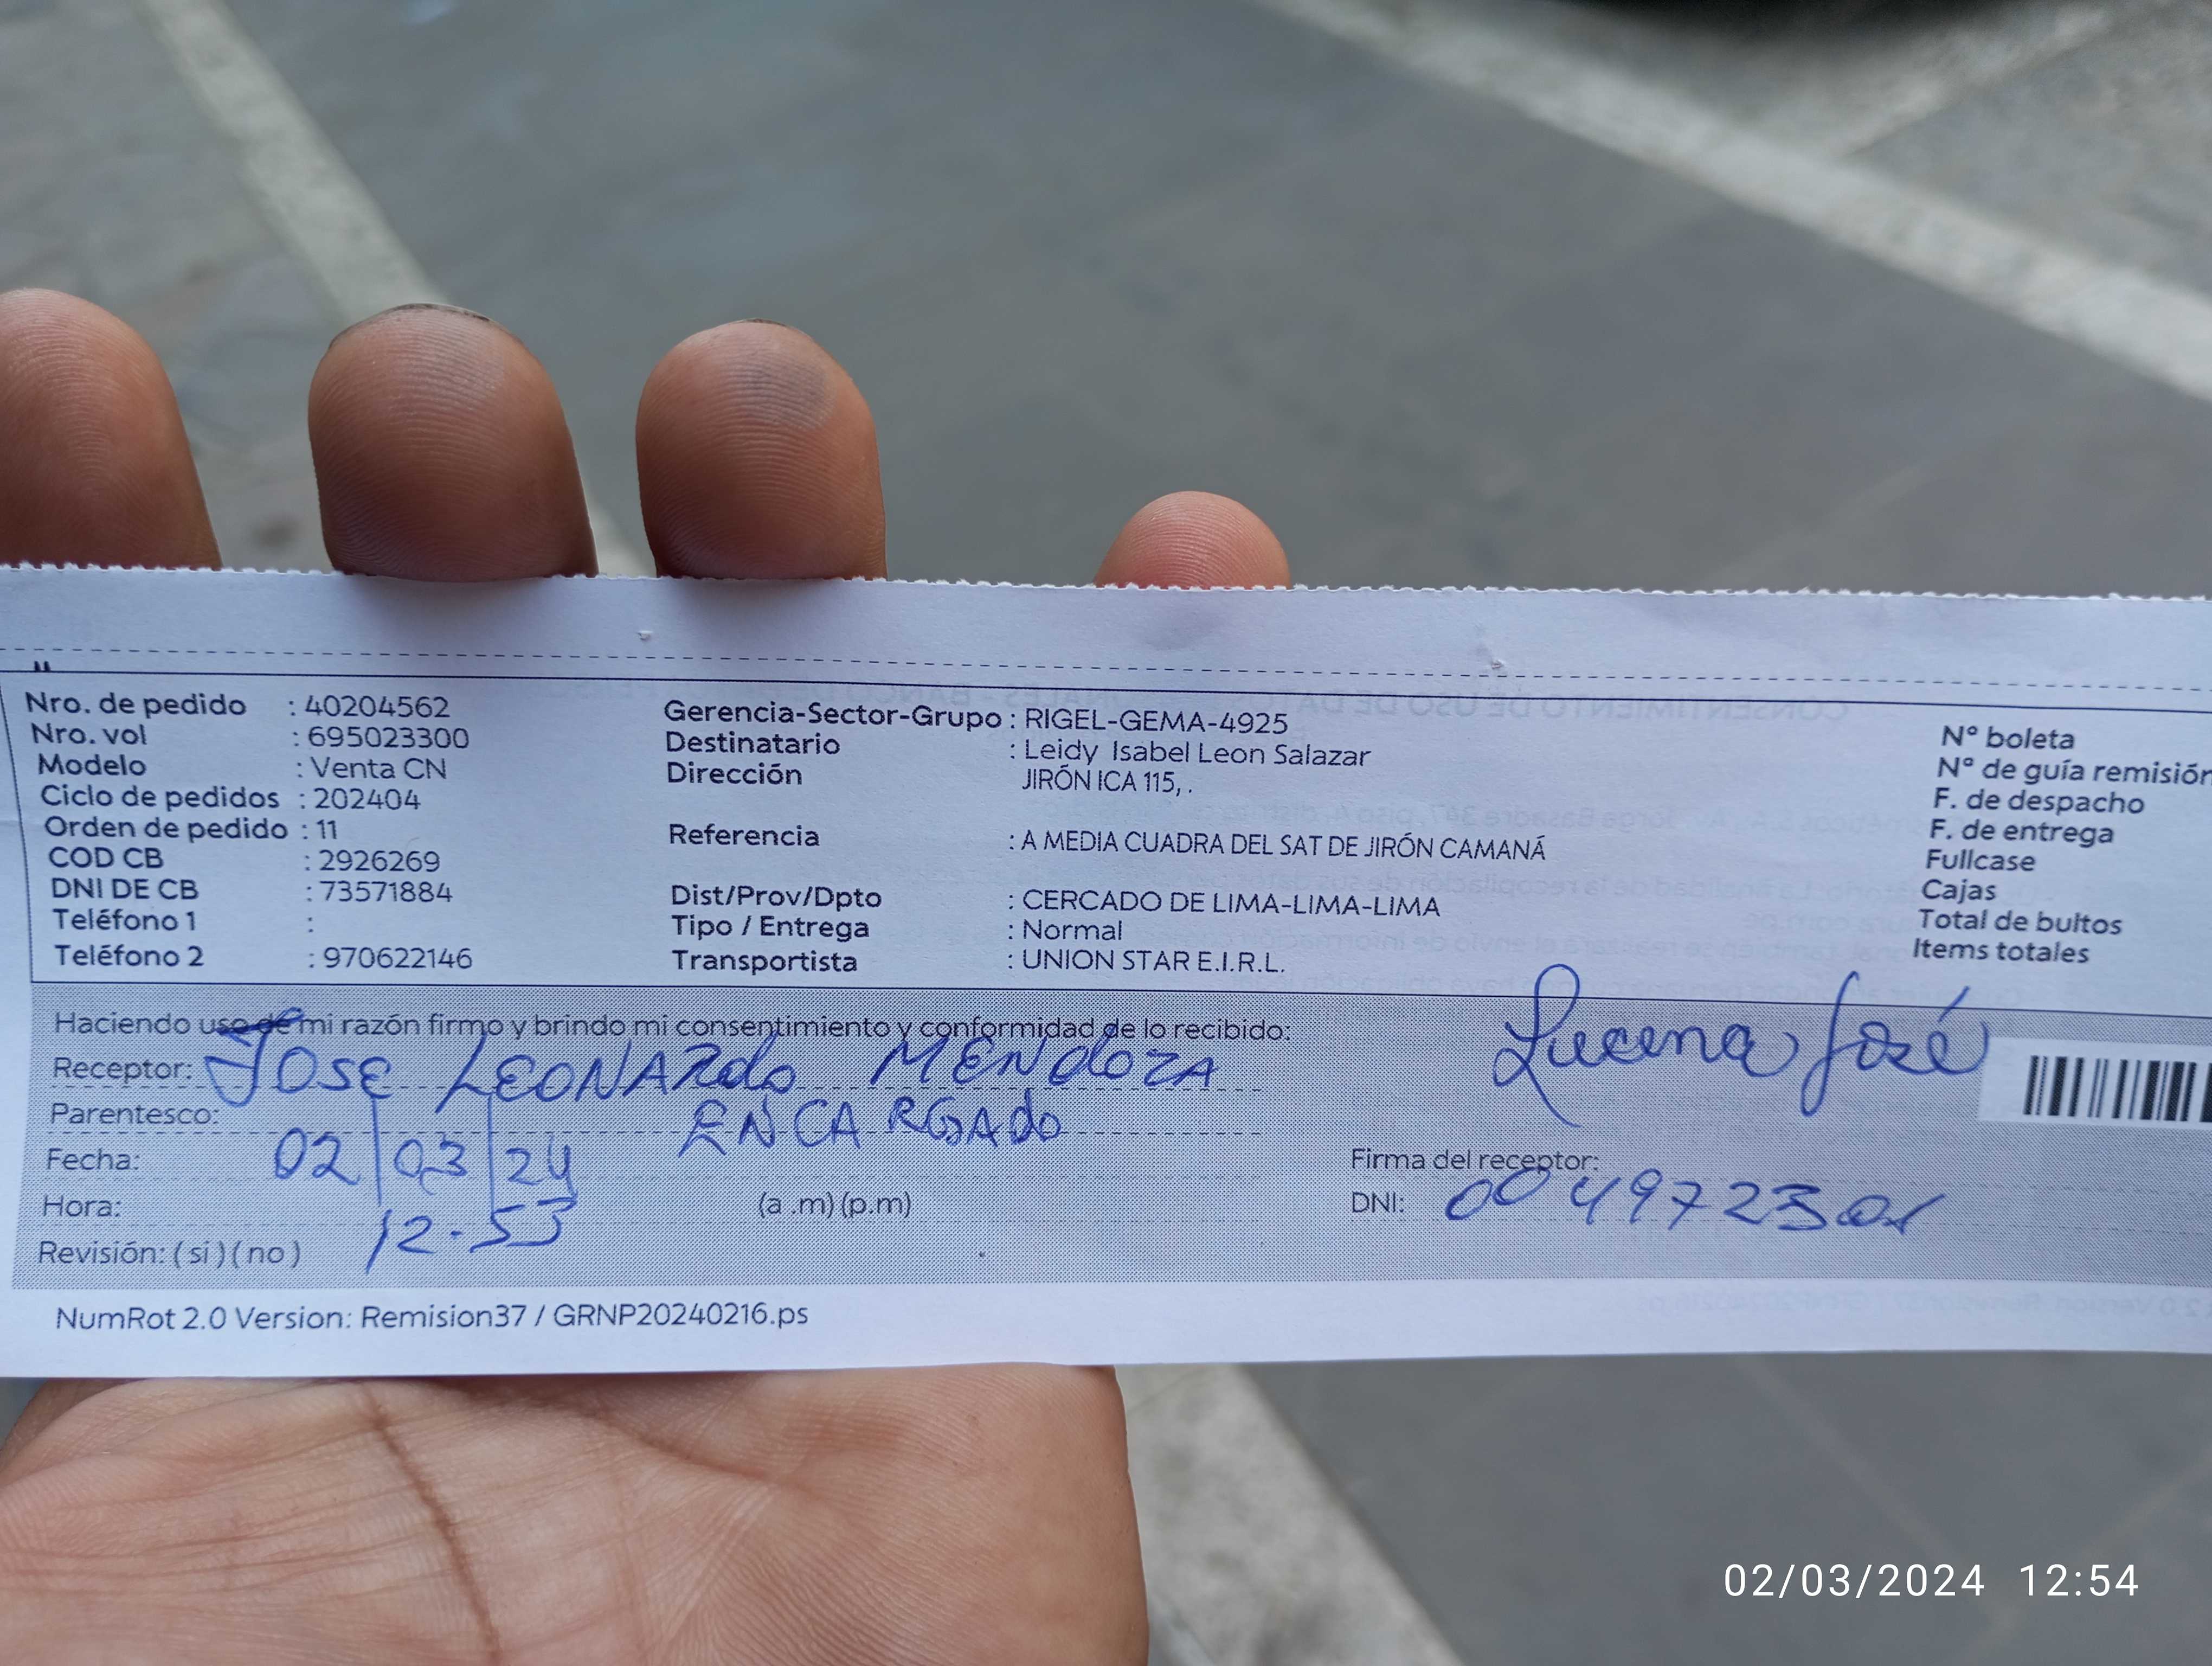 Nro. de pedido : 40204562
Nro. vol : 695023300
Modelo : Venta CN
Ciclo de pedidos : 202404
Orden de pedido : 11
COD CB : 2926269
DNI DE CB : 73571884
Teléfono 1 :
Teléfono 2 : 970622146
Gerencia-Sector-Grupo : RIGEL-GEMA-4925
Destinatario : Leidy Isabel Leon Salazar
Dirección JIRÓN ICA 115, .
Referencia : A MEDIA CUADRA DEL SAT DE JIRÓN CAMANÁ
Dist/Prov/Dpto : CERCADO DE LIMA-LIMA-LIMA
Tipo / Entrega : Normal
Transportista : UNION STAR E.I.R.L.
N° boleta
N° de guía remisión
F. de despacho
F. de entrega
Fullcase
Cajas
Total de bultos
Items totales
Haciendo uso de mi razón firmo y brindo mi consentimiento y conformidad de lo recibido:
Receptor: JOSE LEONARdo MENdOZA
Parentesco: ENCARGAdo
Fecha: 02/03/24
Hora: 12-53 (a .m) (p.m)
Revisión: ( si ) ( no )
Lucena José
Firma del receptor:
DNI: 004972301
NumRot 2.0 Version: Remision37 / GRNP20240216.ps
02/03/2024 12:54